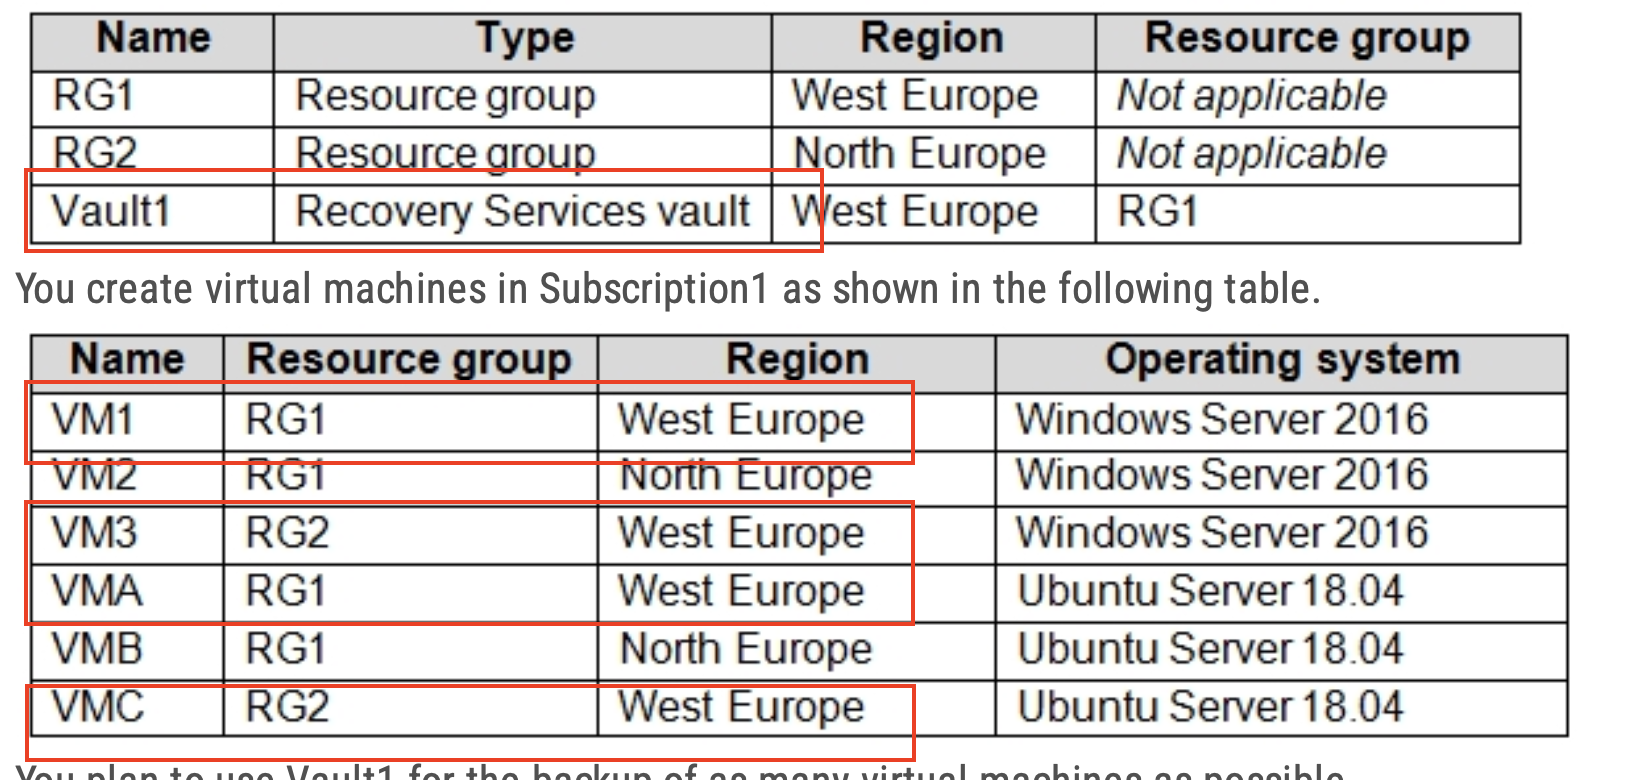 Name Type Region Resource group
RG1 Resource group West Europe Not applicable
RG2 Resource group North Europe Not applicable
Vault1 Recovery Services vault West Europe RG1
You create virtual machines in Subscription1 as shown in the following table.
Name Resource group Region Operating system
VM1 RG1 West Europe Windows Server 2016
VM2 RG1 North Europe Windows Server 2016
VM3 RG2 West Europe Windows Server 2016
VMA RG1 West Europe Ubuntu Server 18.04
VMB RG1 North Europe Ubuntu Server 18.04
VMC RG2 West Europe Ubuntu Server 18.04
You plan to use Vault1 for the backup of as many virtual machines as possible